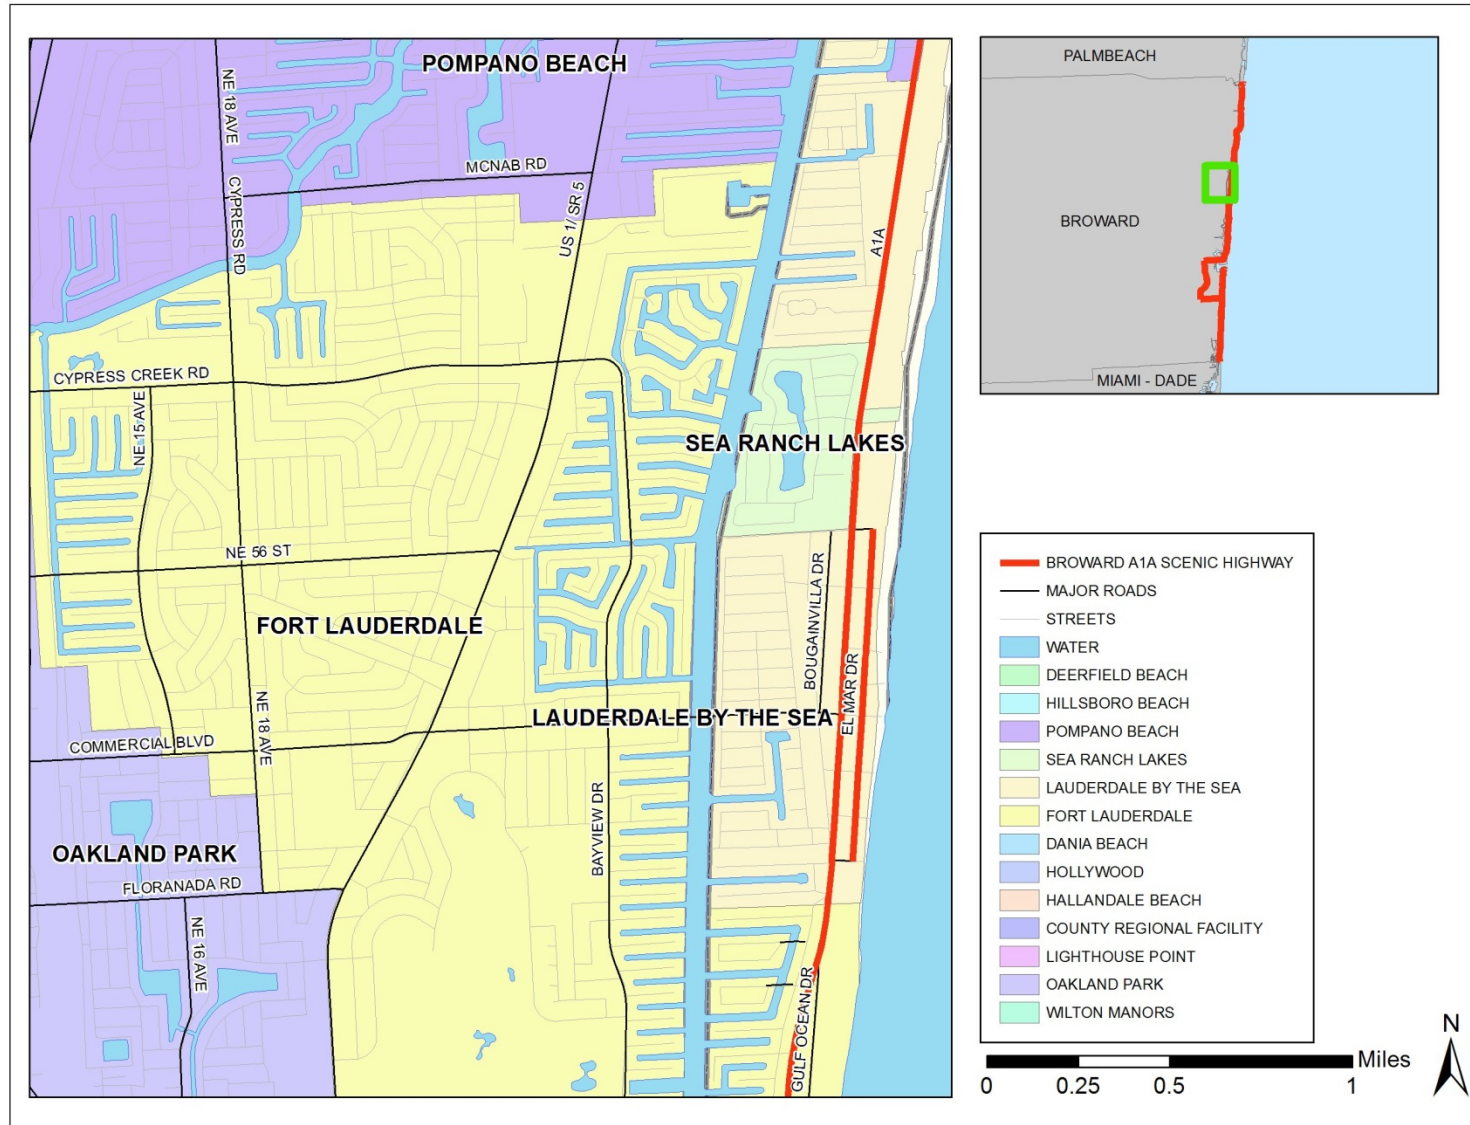 POMPANO BEACH
NE 18 AVE
MCNAB RD
CYPRESS RD
US 1/ SR 5
A1A
CYPRESS CREEK RD
NE 15 AVE
SEA RANCH LAKES
NE 56 ST
BOUGAINVILLA DR
FORT LAUDERDALE
EL MAR DR
NE 18 AVE
LAUDERDALE BY THE SEA
COMMERCIAL BLVD
BAYVIEW DR
OAKLAND PARK
FLORANADA RD
NE 16 AVE
GULF OCEAN DR
PALMBEACH
BROWARD
MIAMI - DADE
BROWARD A1A SCENIC HIGHWAY
MAJOR ROADS
STREETS
WATER
DEERFIELD BEACH
HILLSBORO BEACH
POMPANO BEACH
SEA RANCH LAKES
LAUDERDALE BY THE SEA
FORT LAUDERDALE
DANIA BEACH
HOLLYWOOD
HALLANDALE BEACH
COUNTY REGIONAL FACILITY
LIGHTHOUSE POINT
OAKLAND PARK
WILTON MANORS
N
Miles
0 0.25 0.5 1